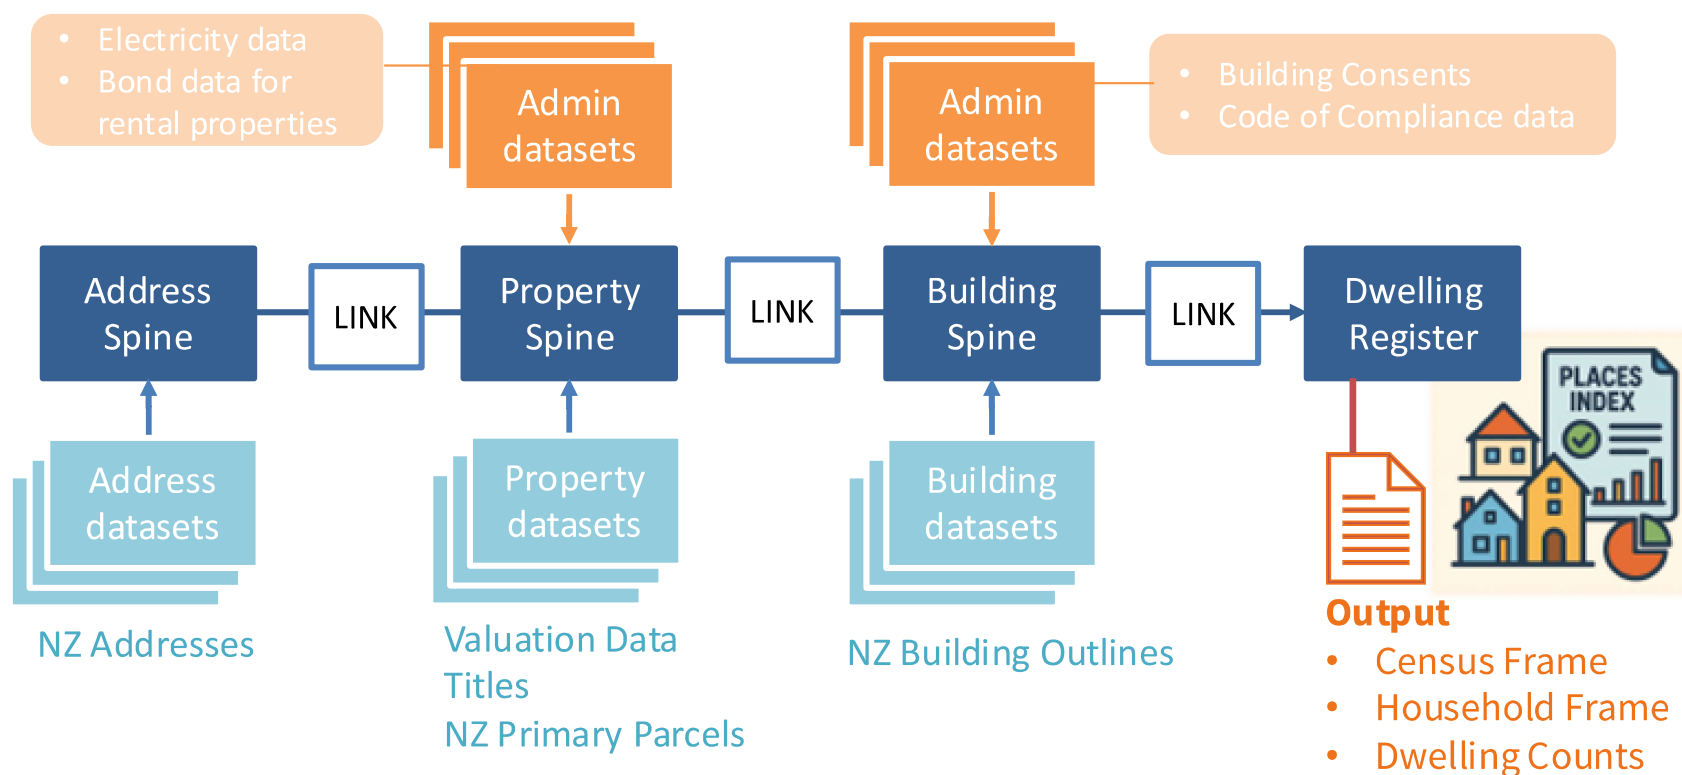 • Electricity data
• Bond data for
rental properties
Admin
datasets
Admin
datasets
• Building Consents
• Code of Compliance data
Address
Spine
LINK
Property
Spine
LINK
Building
Spine
LINK
Dwelling
Register
PLACES
INDEX
Address
datasets
Property
datasets
Building
datasets
NZ Addresses
Valuation Data
Titles
NZ Primary Parcels
NZ Building Outlines
Output
• Census Frame
• Household Frame
• Dwelling Counts